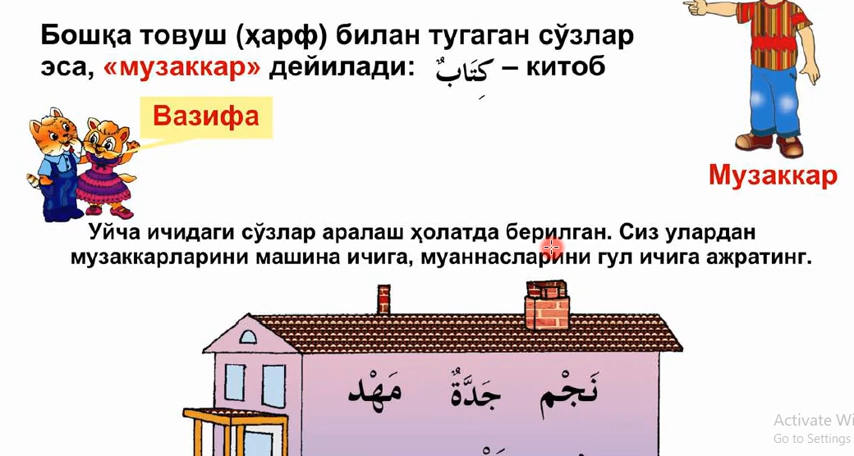 Бошқа товуш (ҳарф) билан тугаган сўзлар
эса, «музаккар» дейилади: كِتَابٌ – китоб
Вазифа
Музаккар
Уйча ичидаги сўзлар аралаш ҳолатда берилган. Сиз улардан
музаккарларини машина ичига, муаннасларини гул ичига ажратинг.
نَجْم جَدَّةٌ مَهْد
Activate Wi
Go to Settings